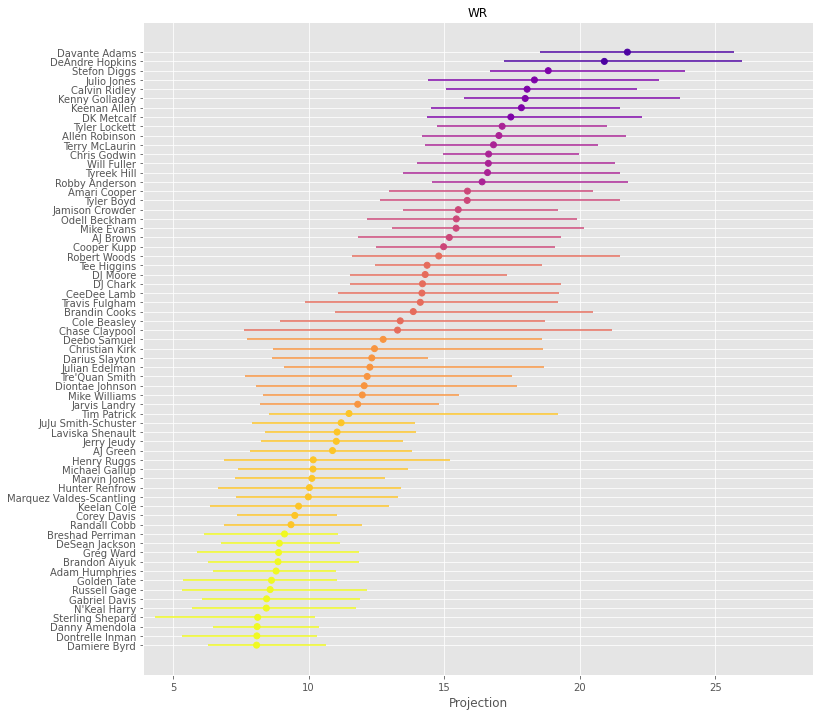 WR
Davante Adams
DeAndre Hopkins
Stefon Diggs
Julio Jones
Calvin Ridley
Kenny Golladay
Keenan Allen
DK Metcalf
Tyler Lockett
Allen Robinson
Terry McLaurin
Chris Godwin
Will Fuller
Tyreek Hill
Robby Anderson
Amari Cooper
Tyler Boyd
Jamison Crowder
Odell Beckham
Mike Evans
AJ Brown
Cooper Kupp
Robert Woods
Tee Higgins
DJ Moore
DJ Chark
CeeDee Lamb
Travis Fulgham
Brandin Cooks
Cole Beasley
Chase Claypool
Deebo Samuel
Christian Kirk
Darius Slayton
Julian Edelman
Tre'Quan Smith
Diontae Johnson
Mike Williams
Jarvis Landry
Tim Patrick
JuJu Smith-Schuster
Laviska Shenault
Jerry Jeudy
AJ Green
Henry Ruggs
Michael Gallup
Marvin Jones
Hunter Renfrow
Marquez Valdes-Scantling
Keelan Cole
Corey Davis
Randall Cobb
Breshad Perriman
DeSean Jackson
Greg Ward
Brandon Aiyuk
Adam Humphries
Golden Tate
Russell Gage
Gabriel Davis
N'Keal Harry
Sterling Shepard
Danny Amendola
Dontrelle Inman
Damiere Byrd
5 10 15 20 25
Projection